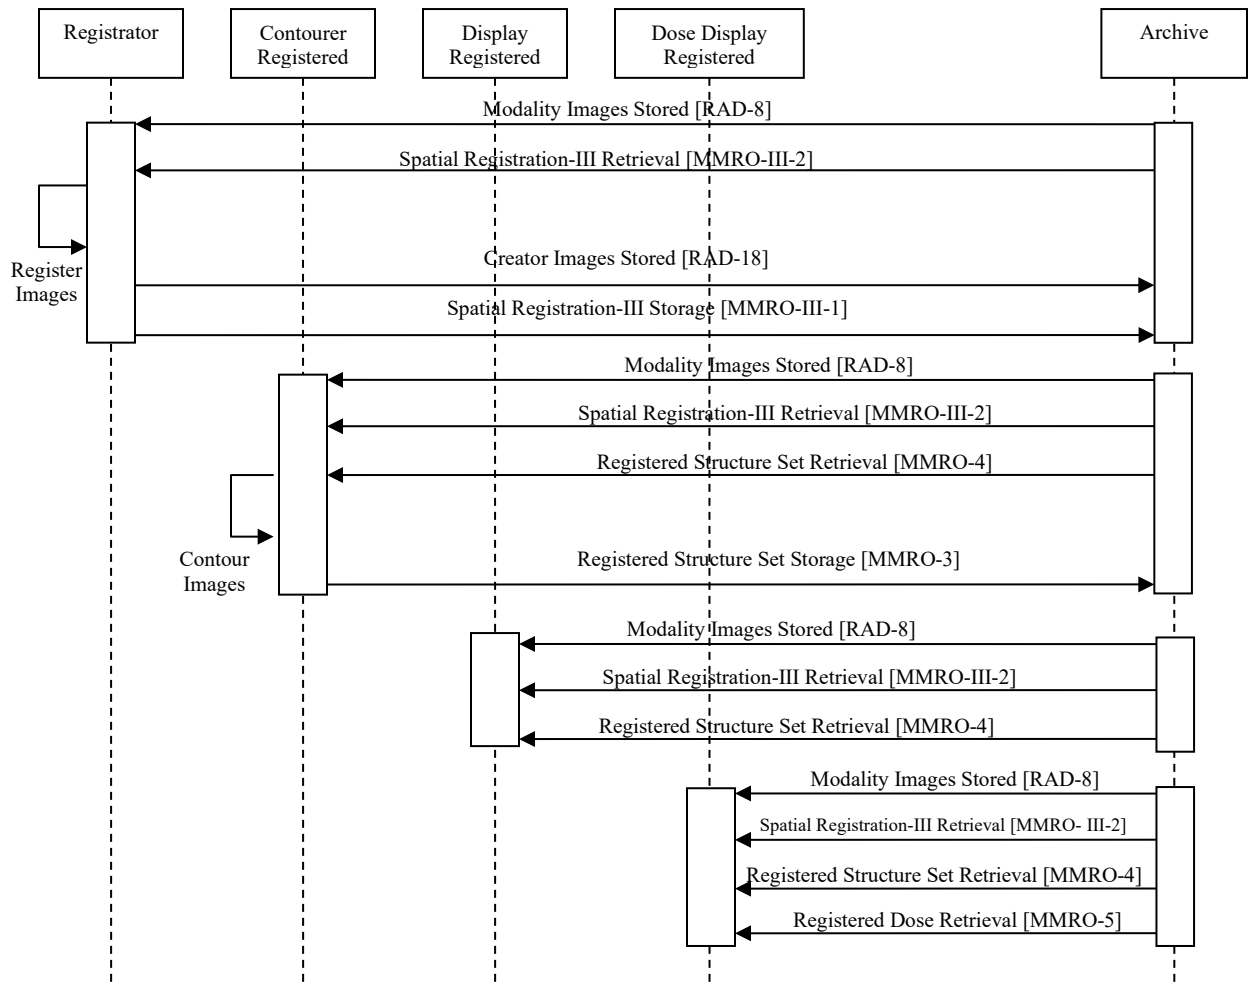 Registrator
Contourer
Registered
Display
Registered
Dose Display
Registered
Archive
Modality Images Stored [RAD-8]
Spatial Registration-III Retrieval [MMRO-III-2]
Register
Images
Creator Images Stored [RAD-18]
Spatial Registration-III Storage [MMRO-III-1]
Modality Images Stored [RAD-8]
Spatial Registration-III Retrieval [MMRO-III-2]
Registered Structure Set Retrieval [MMRO-4]
Contour
Images
Registered Structure Set Storage [MMRO-3]
Modality Images Stored [RAD-8]
Spatial Registration-III Retrieval [MMRO-III-2]
Registered Structure Set Retrieval [MMRO-4]
Modality Images Stored [RAD-8]
Spatial Registration-III Retrieval [MMRO- III-2]
Registered Structure Set Retrieval [MMRO-4]
Registered Dose Retrieval [MMRO-5]